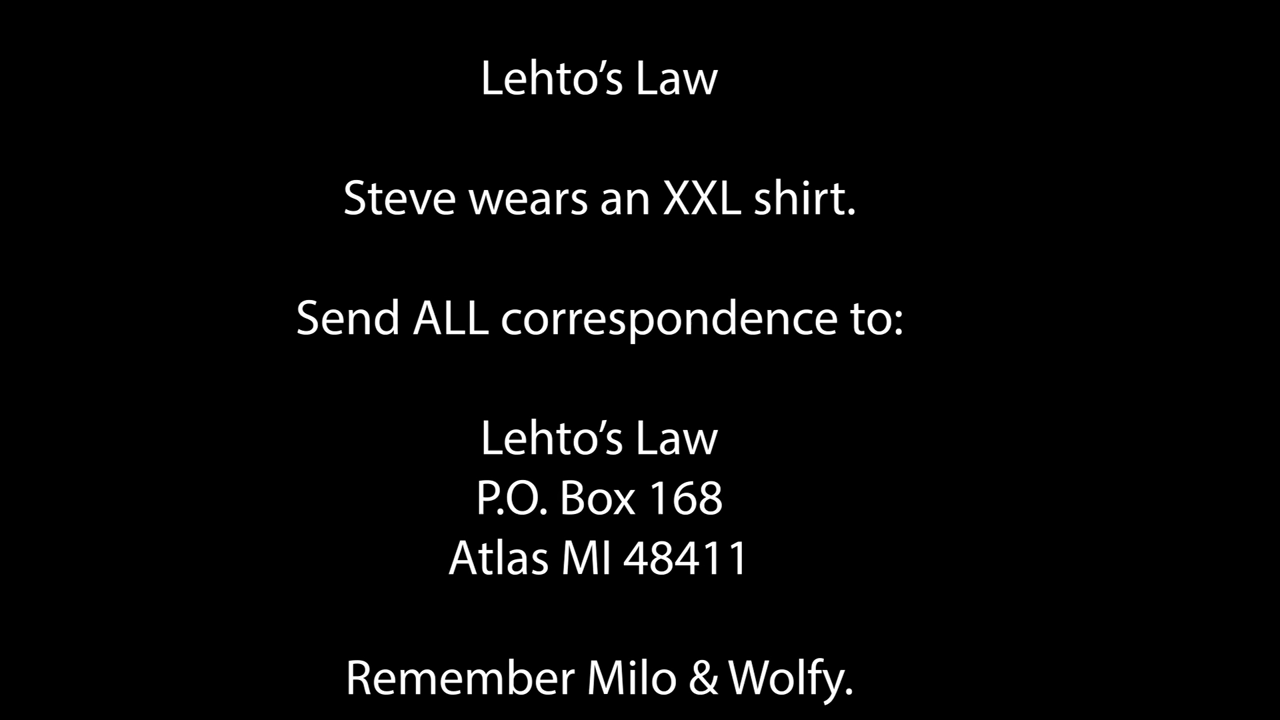 Lehto’s Law
Steve wears an XXL shirt.
Send ALL correspondence to:
Lehto’s Law
P.O. Box 168
Atlas MI 48411
Remember Milo & Wolfy.